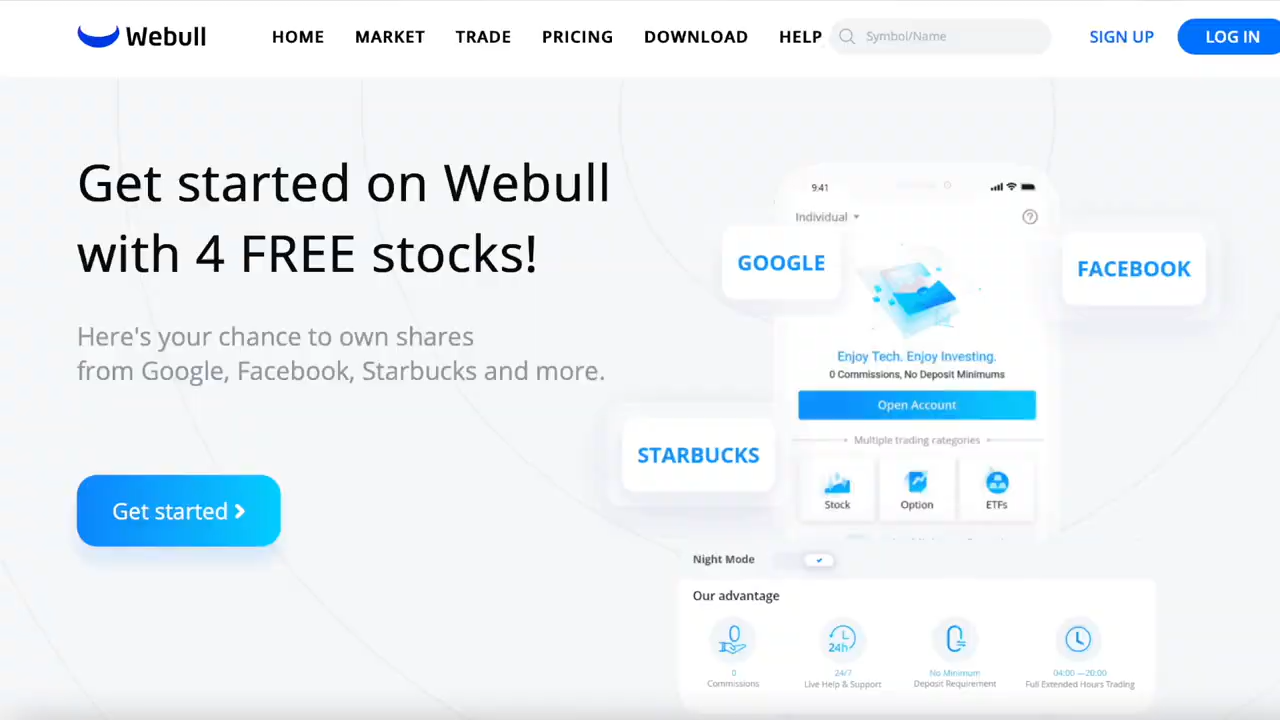 Webull
HOME
MARKET
TRADE
PRICING
DOWNLOAD
HELP
Symbol/Name
SIGN UP
LOG IN
Get started on Webull
with 4 FREE stocks!
Here's your chance to own shares
from Google, Facebook, Starbucks and more.
Get started
9:41
Individual
GOOGLE
FACEBOOK
STARBUCKS
Enjoy Tech. Enjoy Investing.
0 Commissions, No Deposit Minimums
Open Account
Multiple trading categories
Stock
Option
ETFs
Night Mode
Our advantage
0
Commissions
24h
24/7
Live Help & Support
No Minimum
Deposit Requirement
04:00 —20:00
Full Extended Hours Trading